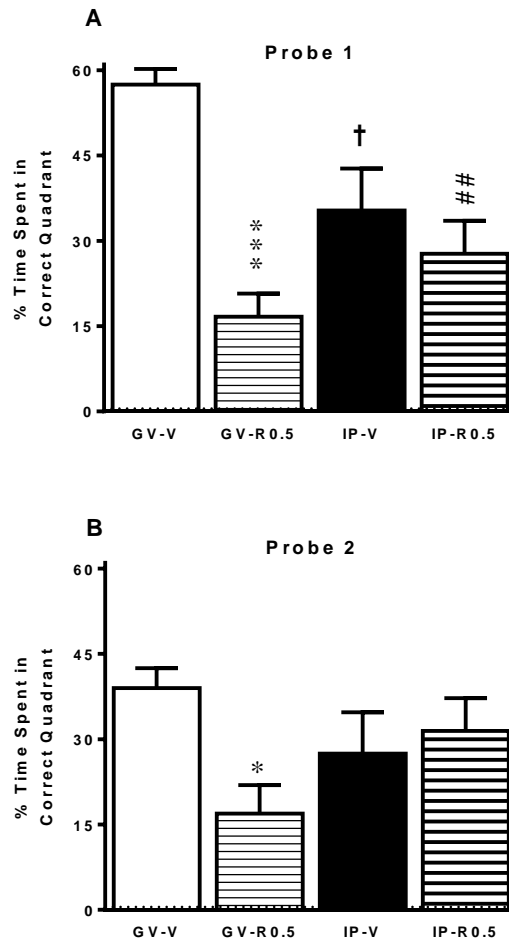 A
Probe 1
% Time Spent in
Correct Quadrant
60
45
30
15
0
***
†
##
GV-V GV-R0.5 IP-V IP-R0.5
B
Probe 2
% Time Spent in
Correct Quadrant
60
45
30
15
0
*
GV-V GV-R0.5 IP-V IP-R0.5